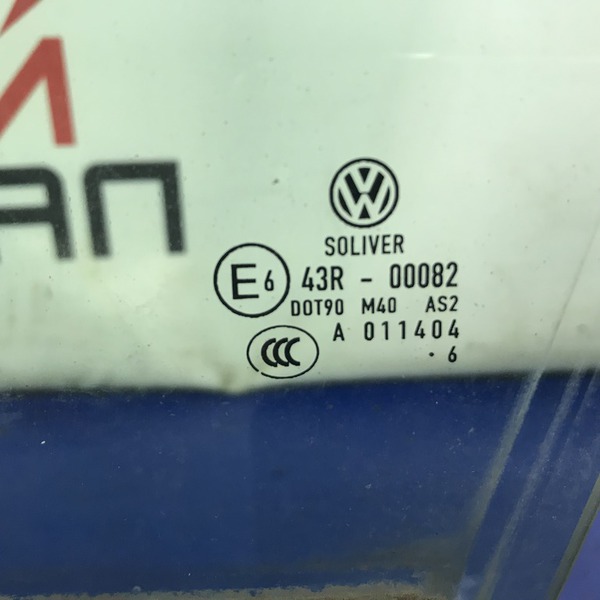 SOLIVER
E6 43R - 00082
DOT90 M40 AS2
CCC A 011404
. 6